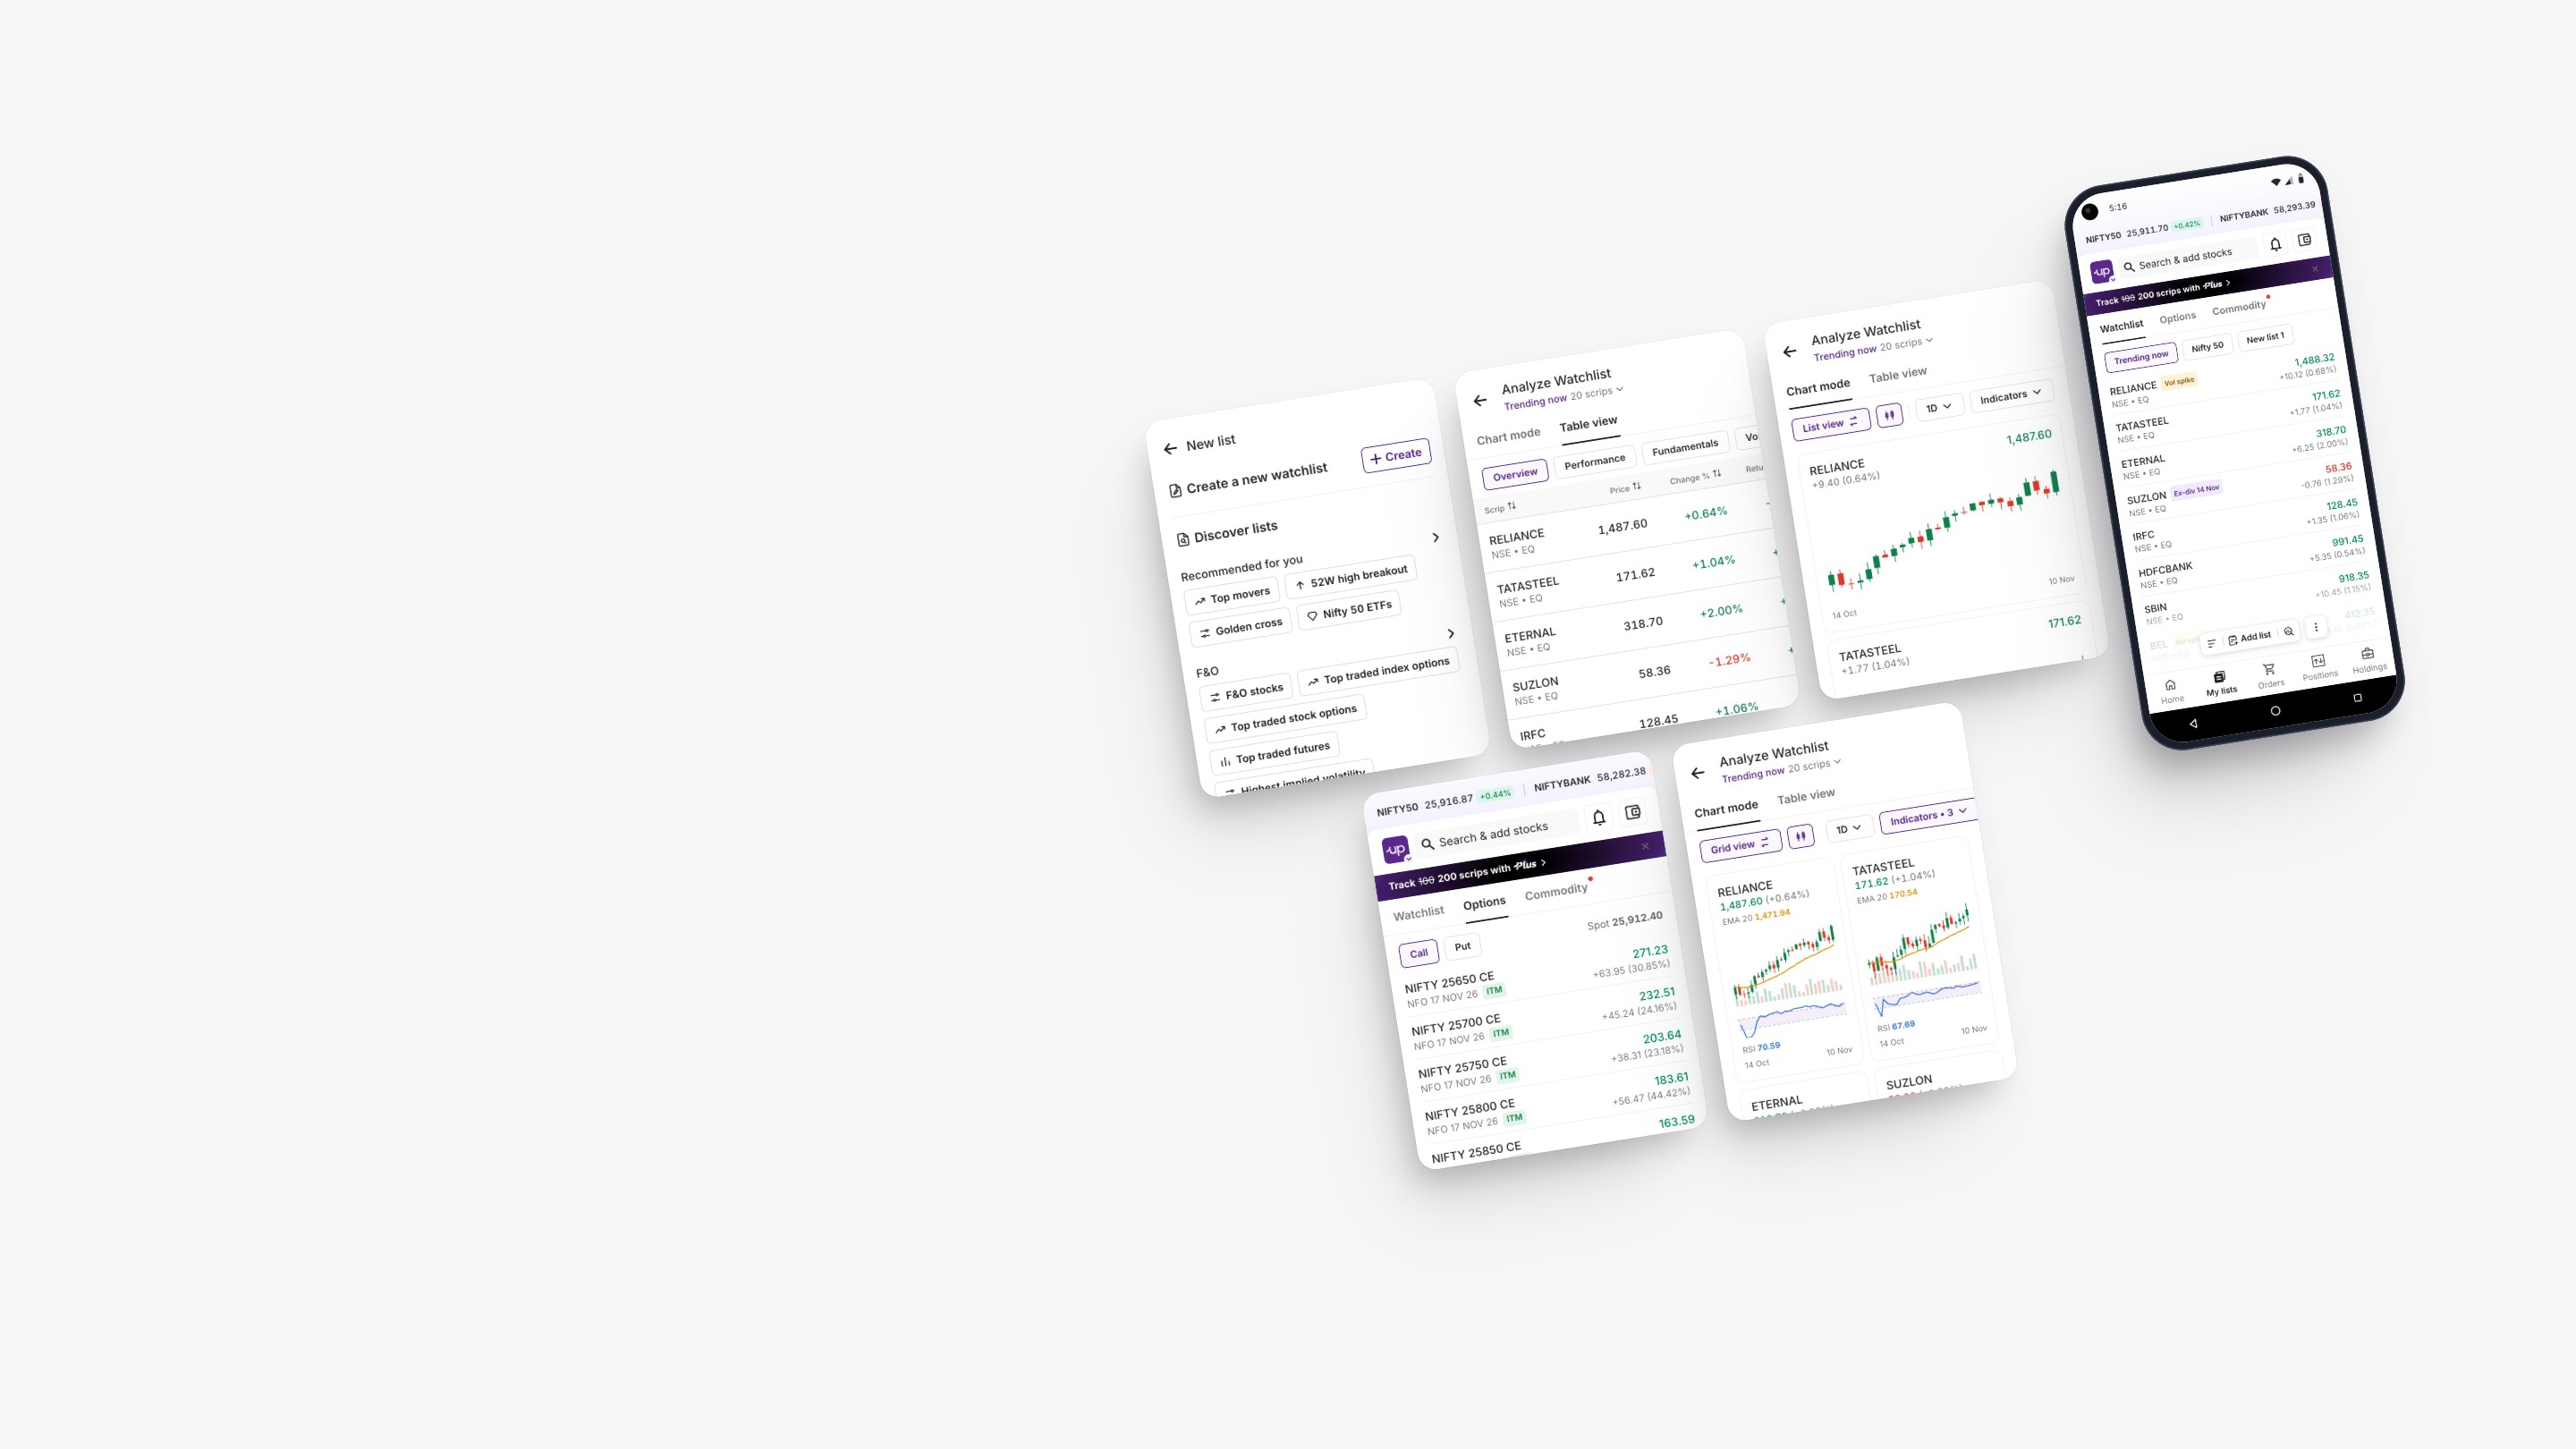 New list
Create a new watchlist
+ Create
Discover lists
Recommended for you
Top movers
52W high breakout
Golden cross
Nifty 50 ETFs
F&O
F&O stocks
Top traded index options
Top traded stock options
Top traded futures
Highest implied volatility
Analyze Watchlist
Trending now 20 scrips
Chart mode Table view
Overview Performance Fundamentals
Scrip Price Change %
RELIANCE 1,487.60 +0.64%
NSE • EQ
TATASTEEL 171.62 +1.04%
NSE • EQ
ETERNAL 318.70 +2.00%
NSE • EQ
SUZLON 58.36 -1.29%
NSE • EQ
IRFC 128.45 +1.06%
Analyze Watchlist
Trending now 20 scrips
Chart mode Table view
List view 1D Indicators
RELIANCE 1,487.60
+9.40 (0.64%)
14 Oct 10 Nov
TATASTEEL 171.62
+1.77 (1.04%)
5:16
NIFTY50 25,911.70 +0.42% NIFTYBANK 58,293.39
up
Search & add stocks
Track 100 200 scrips with Plus
Watchlist Options Commodity
Trending now Nifty 50 New list 1
RELIANCE Vol spike 1,488.32
NSE • EQ +10.12 (0.68%)
TATASTEEL 171.62
NSE • EQ +1.77 (1.04%)
ETERNAL 318.70
NSE • EQ +6.25 (2.00%)
SUZLON Ex-div 14 Nov 58.36
NSE • EQ -0.76 (1.29%)
IRFC 128.45
NSE • EQ +1.35 (1.06%)
HDFCBANK 991.45
NSE • EQ +5.35 (0.54%)
SBIN 918.35
NSE • EQ +10.45 (1.15%)
BEL 412.35
NSE • EQ
Add list
Home My lists Orders Positions Holdings
NIFTY50 25,916.87 +0.44% NIFTYBANK 58,282.38
up
Search & add stocks
Track 100 200 scrips with Plus
Watchlist Options Commodity
Call Put Spot 25,912.40
NIFTY 25650 CE 271.23
NFO 17 NOV 26 ITM +63.95 (30.85%)
NIFTY 25700 CE 232.51
NFO 17 NOV 26 ITM +45.24 (24.16%)
NIFTY 25750 CE 203.64
NFO 17 NOV 26 ITM +38.31 (23.18%)
NIFTY 25800 CE 183.61
NFO 17 NOV 26 ITM +56.47 (44.42%)
NIFTY 25850 CE 163.59
Analyze Watchlist
Trending now 20 scrips
Chart mode Table view
Grid view 1D Indicators • 3
RELIANCE
1,487.60 (+0.64%)
EMA 20 1,471.94
RSI 70.59
14 Oct 10 Nov
TATASTEEL
171.62 (+1.04%)
EMA 20 170.54
RSI 67.69
14 Oct 10 Nov
ETERNAL
SUZLON